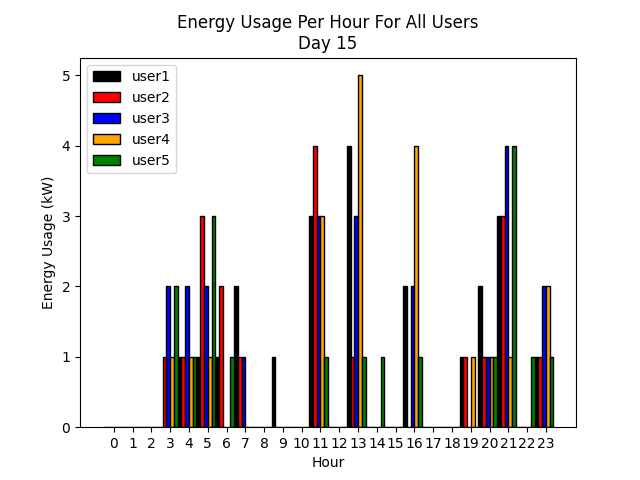 Energy Usage Per Hour For All Users
Day 15
user1
user2
user3
user4
user5
5
4
3
2
1
0
Energy Usage (kW)
0 1 2 3 4 5 6 7 8 9 10 11 12 13 14 15 16 17 18 19 20 21 22 23
Hour